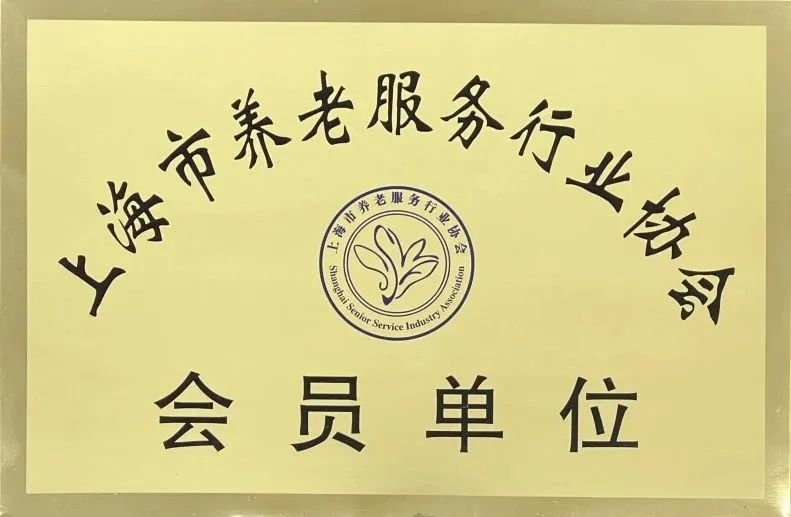 上海市养老服务行业协会
上海市养老服务行业协会
Shanghai Senior Service Industry Association
会员单位